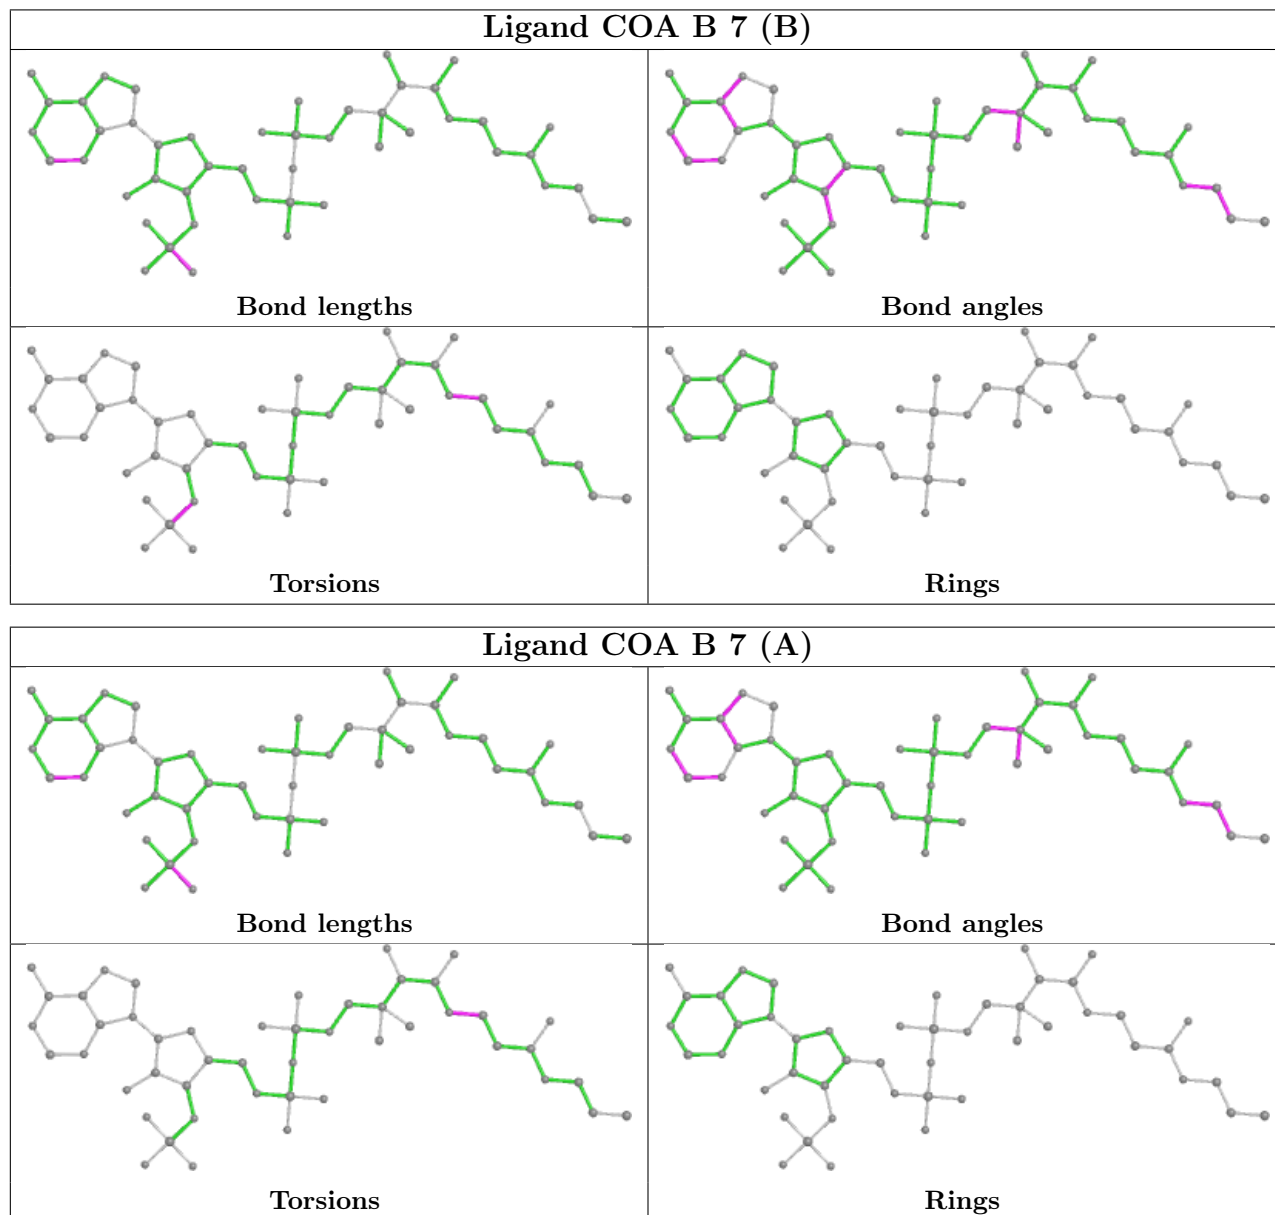 Ligand COA B 7 (B)
Bond lengths
Bond angles
Torsions
Rings
Ligand COA B 7 (A)
Bond lengths
Bond angles
Torsions
Rings